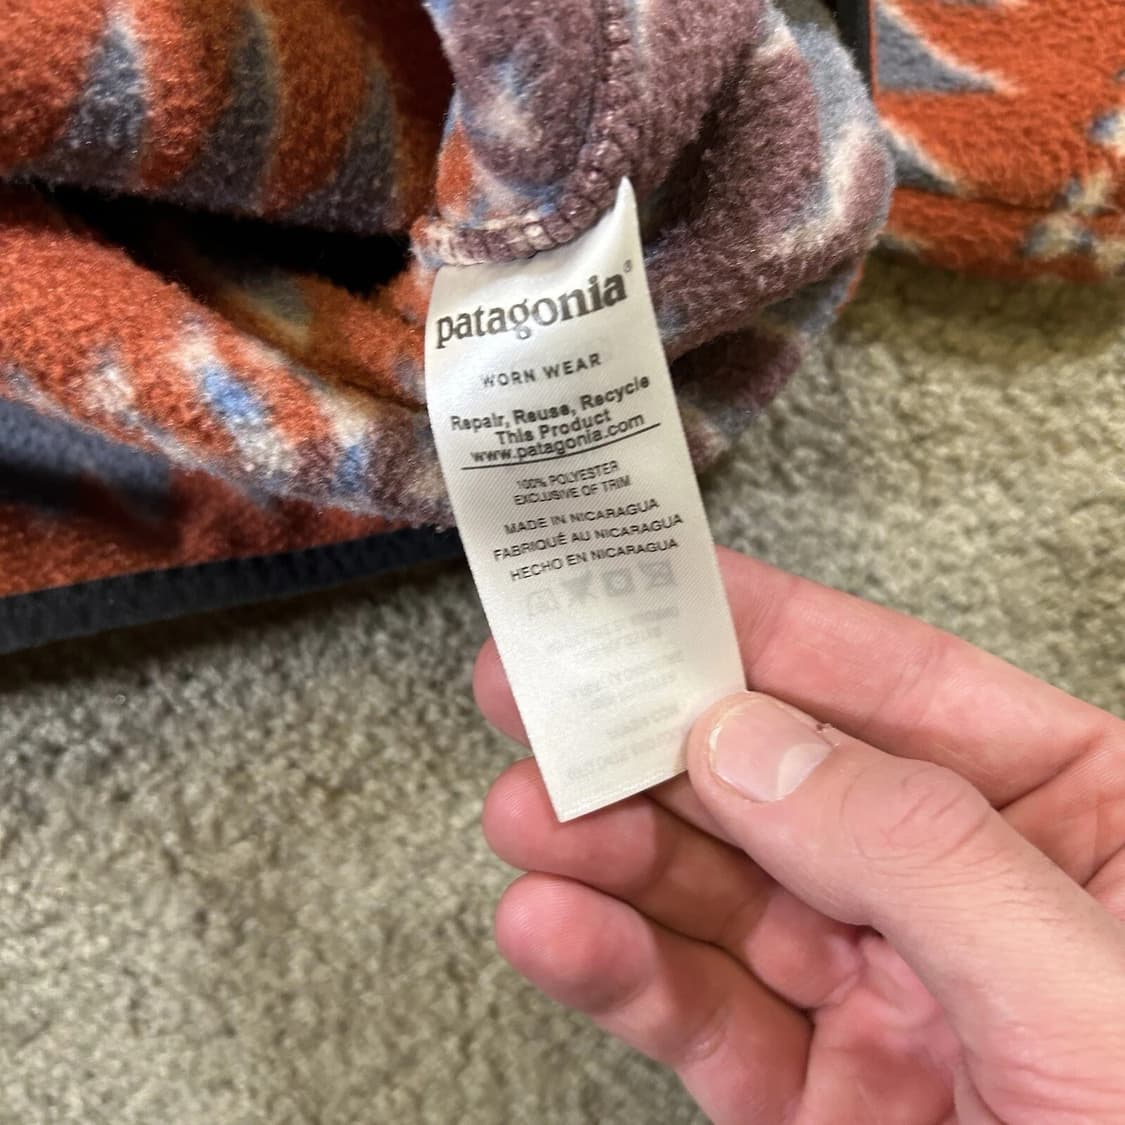 patagonia®
WORN WEAR
Repair, Reuse, Recycle
This Product
www.patagonia.com
100% POLYESTER
EXCLUSIVE OF TRIM
MADE IN NICARAGUA
FABRIQUÉ AU NICARAGUA
HECHO EN NICARAGUA